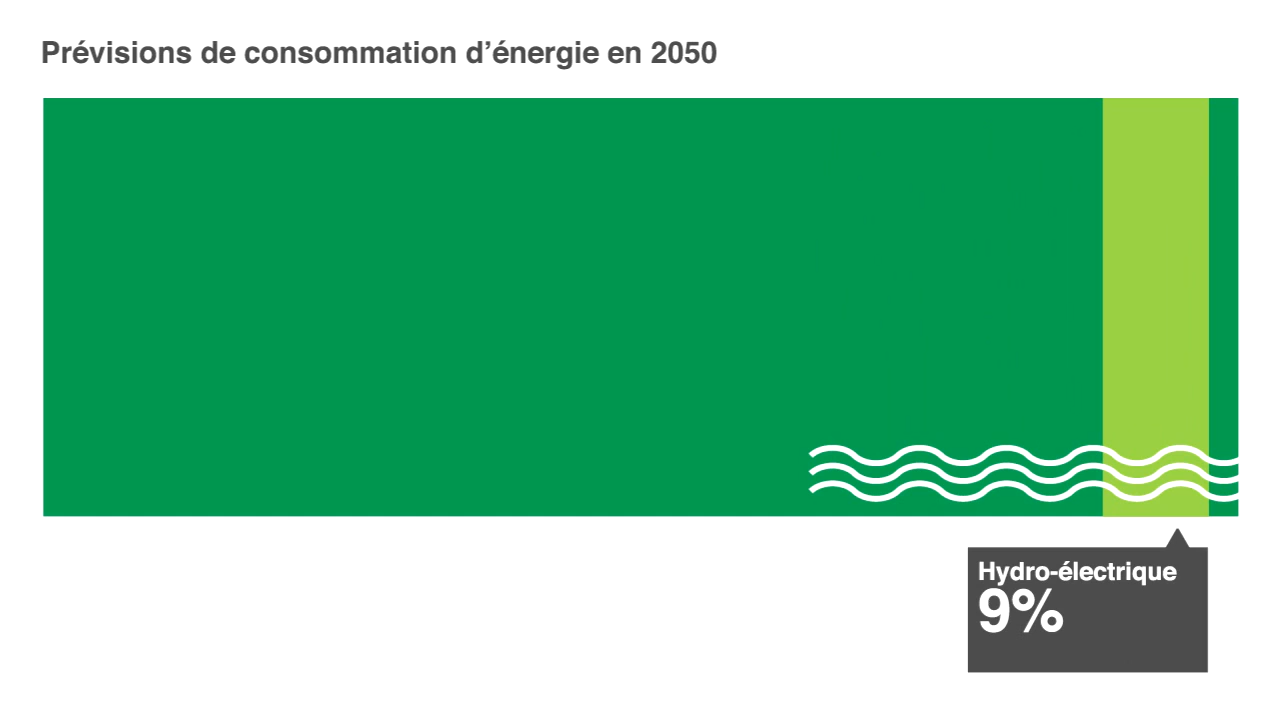 Prévisions de consommation d’énergie en 2050
Hydro-électrique
9%